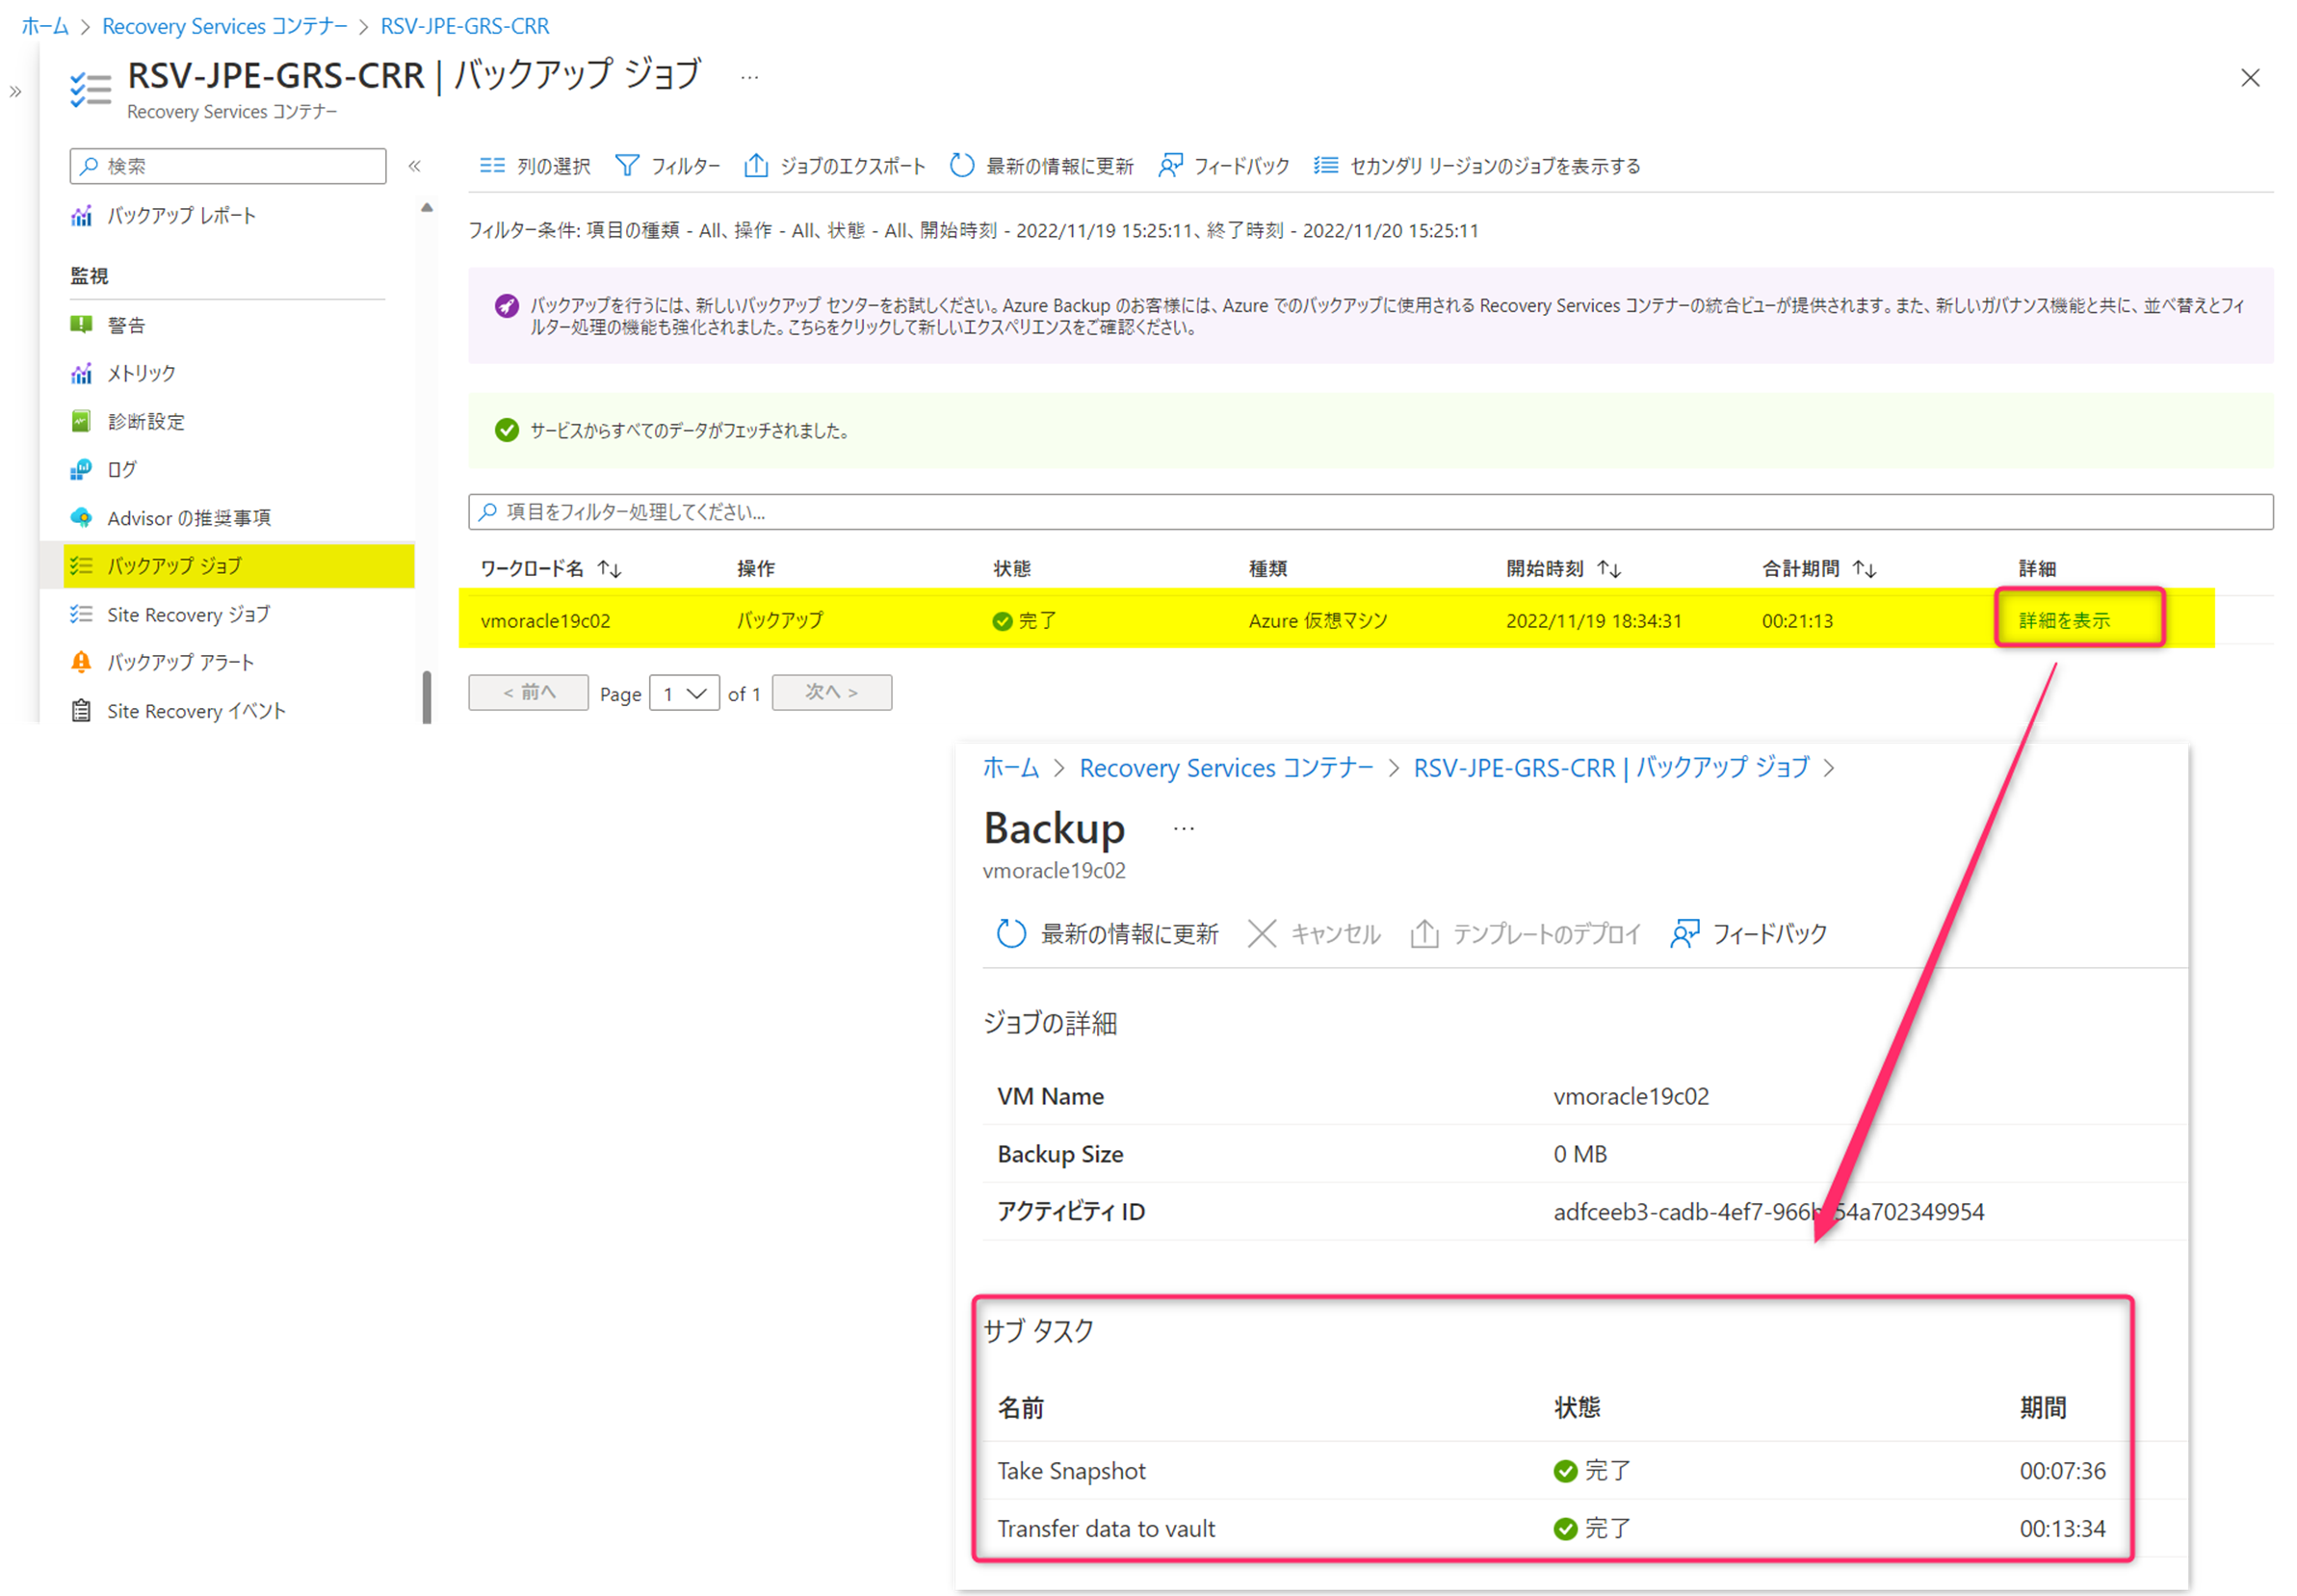 ホーム > Recovery Services コンテナー > RSV-JPE-GRS-CRR
RSV-JPE-GRS-CRR | バックアップ ジョブ …
Recovery Services コンテナー
検索
列の選択 フィルター ジョブのエクスポート 最新の情報に更新 フィードバック セカンダリ リージョンのジョブを表示する
バックアップ レポート
監視
警告
メトリック
診断設定
ログ
Advisor の推奨事項
バックアップ ジョブ
Site Recovery ジョブ
バックアップ アラート
Site Recovery イベント
フィルター条件: 項目の種類 - All、操作 - All、状態 - All、開始時刻 - 2022/11/19 15:25:11、終了時刻 - 2022/11/20 15:25:11
バックアップを行うには、新しいバックアップ センターをお試しください。Azure Backup のお客様には、Azure でのバックアップに使用される Recovery Services コンテナーの統合ビューが提供されます。また、新しいガバナンス機能と共に、並べ替えとフィ
ルター処理の機能も強化されました。こちらをクリックして新しいエクスペリエンスをご確認ください。
サービスからすべてのデータがフェッチされました。
項目をフィルター処理してください...
ワークロード名 ↑↓ 操作 状態 種類 開始時刻 ↑↓ 合計期間 ↑↓ 詳細
vmoracle19c02 バックアップ 完了 Azure 仮想マシン 2022/11/19 18:34:31 00:21:13 詳細を表示
< 前へ Page 1 of 1 次へ >
ホーム > Recovery Services コンテナー > RSV-JPE-GRS-CRR | バックアップ ジョブ >
Backup …
vmoracle19c02
最新の情報に更新 キャンセル テンプレートのデプロイ フィードバック
ジョブの詳細
VM Name vmoracle19c02
Backup Size 0 MB
アクティビティ ID adfceeb3-cadb-4ef7-966b 54a702349954
サブ タスク
名前 状態 期間
Take Snapshot 完了 00:07:36
Transfer data to vault 完了 00:13:34